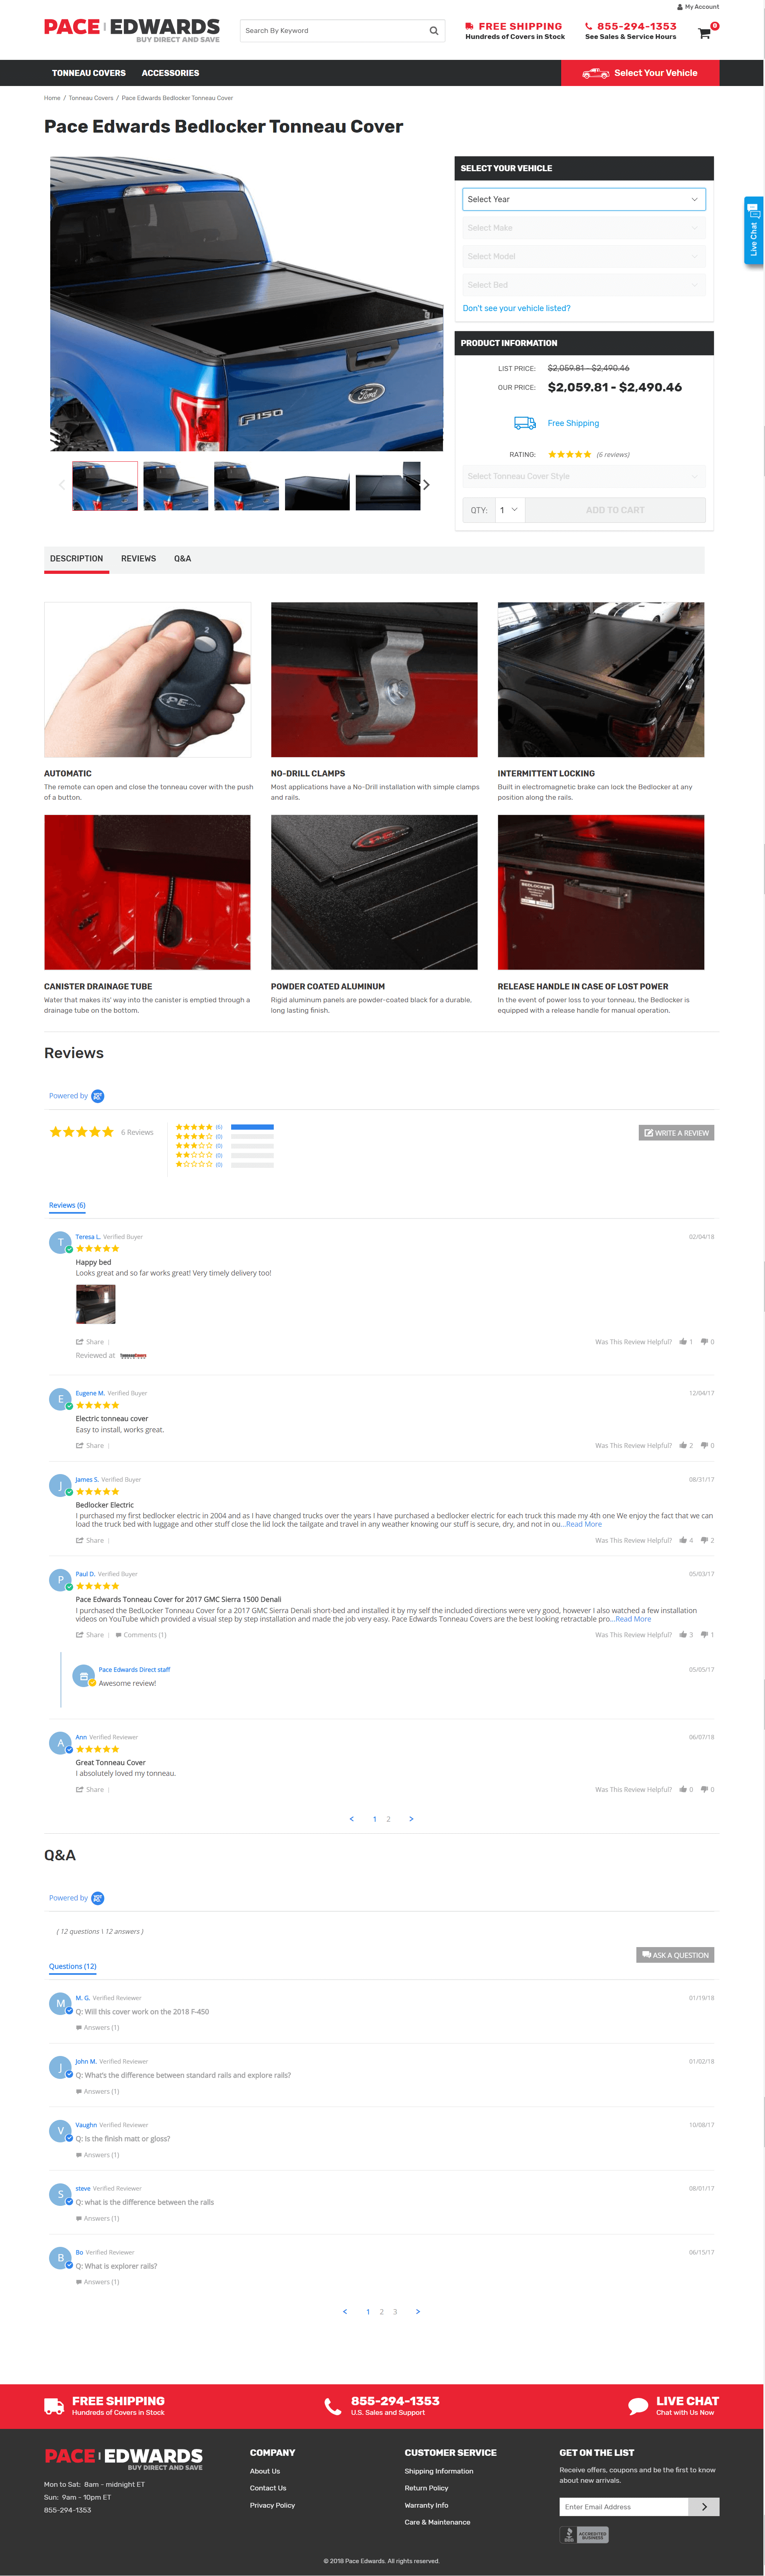 My Account
PACE EDWARDS
BUY DIRECT AND SAVE
Search By Keyword
FREE SHIPPING
Hundreds of Covers in Stock
855-294-1353
See Sales & Service Hours
0
TONNEAU COVERS
ACCESSORIES
Select Your Vehicle
Home / Tonneau Covers / Pace Edwards Bedlocker Tonneau Cover
Pace Edwards Bedlocker Tonneau Cover
F150
Ford
SELECT YOUR VEHICLE
Select Year
Select Make
Select Model
Select Bed
Don't see your vehicle listed?
Live Chat
PRODUCT INFORMATION
LIST PRICE: $2,059.81 - $2,490.46
OUR PRICE: $2,059.81 - $2,490.46
Free Shipping
RATING: (6 reviews)
Select Tonneau Cover Style
QTY: 1
ADD TO CART
DESCRIPTION
REVIEWS
Q&A
2
PE
AUTOMATIC
The remote can open and close the tonneau cover with the push
of a button.
NO-DRILL CLAMPS
Most applications have a No-Drill installation with simple clamps
and rails.
INTERMITTENT LOCKING
Built in electromagnetic brake can lock the Bedlocker at any
position along the rails.
BEDLOCKER
CANISTER DRAINAGE TUBE
Water that makes its' way into the canister is emptied through a
drainage tube on the bottom.
POWDER COATED ALUMINUM
Rigid aluminum panels are powder-coated black for a durable,
long lasting finish.
RELEASE HANDLE IN CASE OF LOST POWER
In the event of power loss to your tonneau, the Bedlocker is
equipped with a release handle for manual operation.
Reviews
Powered by
6 Reviews
(6)
(0)
(0)
(0)
(0)
WRITE A REVIEW
Reviews (6)
T
Teresa L. Verified Buyer
02/04/18
Happy bed
Looks great and so far works great! Very timely delivery too!
Share |
Was This Review Helpful? 1 0
Reviewed at
E
Eugene M. Verified Buyer
12/04/17
Electric tonneau cover
Easy to install, works great.
Share |
Was This Review Helpful? 2 0
J
James S. Verified Buyer
08/31/17
Bedlocker Electric
I purchased my first bedlocker electric in 2004 and as I have changed trucks over the years I have purchased a bedlocker electric for each truck this made my 4th one We enjoy the fact that we can
load the truck bed with luggage and other stuff close the lid lock the tailgate and travel in any weather knowing our stuff is secure, dry, and not in ou...Read More
Share |
Was This Review Helpful? 4 2
P
Paul D. Verified Buyer
05/03/17
Pace Edwards Tonneau Cover for 2017 GMC Sierra 1500 Denali
I purchased the BedLocker Tonneau Cover for a 2017 GMC Sierra Denali short-bed and installed it by my self the included directions were very good, however I also watched a few installation
videos on YouTube which provided a visual step by step installation and made the job very easy. Pace Edwards Tonneau Covers are the best looking retractable pro...Read More
Share | Comments (1)
Was This Review Helpful? 3 1
Pace Edwards Direct staff
05/05/17
Awesome review!
A
Ann Verified Reviewer
06/07/18
Great Tonneau Cover
I absolutely loved my tonneau.
Share |
Was This Review Helpful? 0 0
< 1 2 >
Q&A
Powered by
( 12 questions \ 12 answers )
ASK A QUESTION
Questions (12)
M
M. G. Verified Reviewer
01/19/18
Q: Will this cover work on the 2018 F-450
Answers (1)
J
John M. Verified Reviewer
01/02/18
Q: What's the difference between standard rails and explore rails?
Answers (1)
V
Vaughn Verified Reviewer
10/08/17
Q: Is the finish matt or gloss?
Answers (1)
S
steve Verified Reviewer
08/01/17
Q: what is the difference between the rails
Answers (1)
B
Bo Verified Reviewer
06/15/17
Q: What is explorer rails?
Answers (1)
< 1 2 3 >
FREE SHIPPING
Hundreds of Covers in Stock
855-294-1353
U.S. Sales and Support
LIVE CHAT
Chat with Us Now
PACE EDWARDS
BUY DIRECT AND SAVE
Mon to Sat: 8am - midnight ET
Sun: 9am - 10pm ET
855-294-1353
COMPANY
About Us
Contact Us
Privacy Policy
CUSTOMER SERVICE
Shipping Information
Return Policy
Warranty Info
Care & Maintenance
GET ON THE LIST
Receive offers, coupons and be the first to know
about new arrivals.
Enter Email Address
BBB
ACCREDITED
BUSINESS
© 2018 Pace Edwards. All rights reserved.